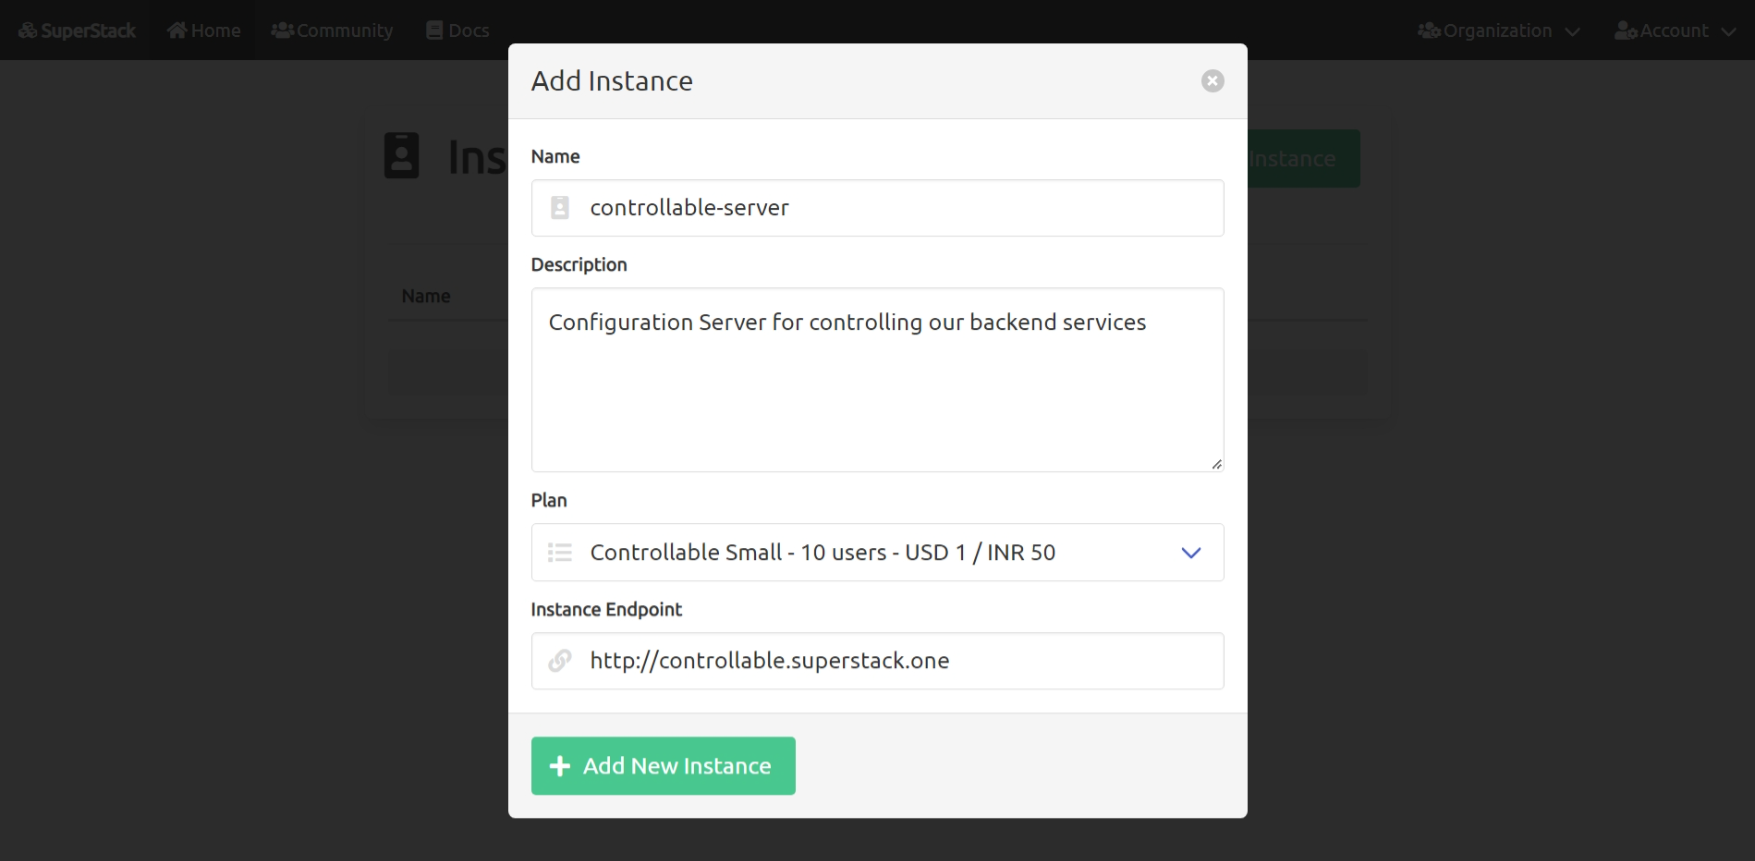 SuperStack Home Community Docs Organization Account
Add Instance
Ins
Instance
Name
controllable-server
Description
Name
Configuration Server for controlling our backend services
Plan
Controllable Small - 10 users - USD 1 / INR 50
Instance Endpoint
http://controllable.superstack.one
Add New Instance